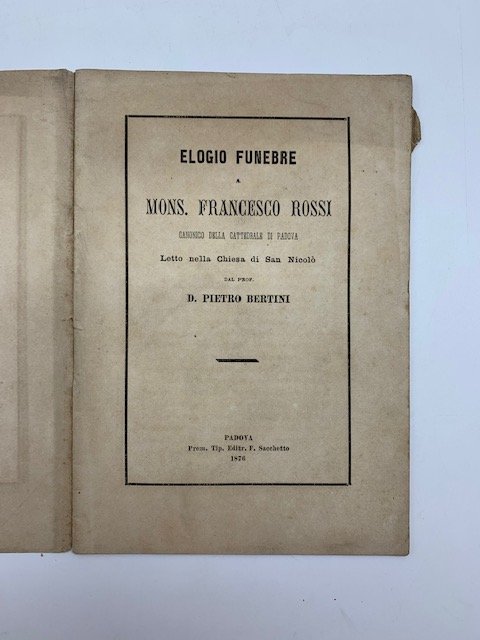 ELOGIO FUNEBRE
A
MONS. FRANCESCO ROSSI
CANONICO DELLA CATTEDRALE DI PADOVA
Letto nella Chiesa di San Nicolò
DAL PROF.
D. PIETRO BERTINI
PADOVA
Prem. Tip. Editr. F. Sacchetto
1876